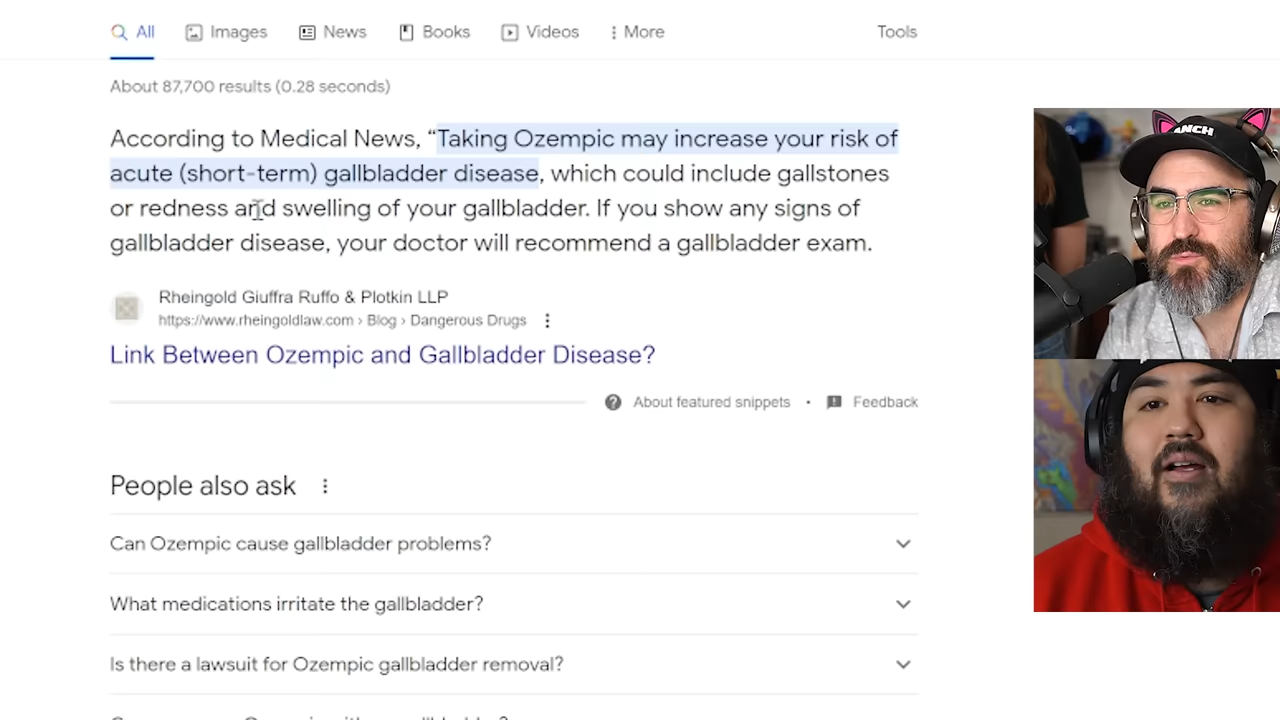 All Images News Books Videos More Tools
About 87,700 results (0.28 seconds)
According to Medical News, “Taking Ozempic may increase your risk of
acute (short-term) gallbladder disease, which could include gallstones
or redness and swelling of your gallbladder. If you show any signs of
gallbladder disease, your doctor will recommend a gallbladder exam.
Rheingold Giuffra Ruffo & Plotkin LLP
https://www.rheingoldlaw.com › Blog › Dangerous Drugs
Link Between Ozempic and Gallbladder Disease?
About featured snippets • Feedback
People also ask
Can Ozempic cause gallbladder problems?
What medications irritate the gallbladder?
Is there a lawsuit for Ozempic gallbladder removal?